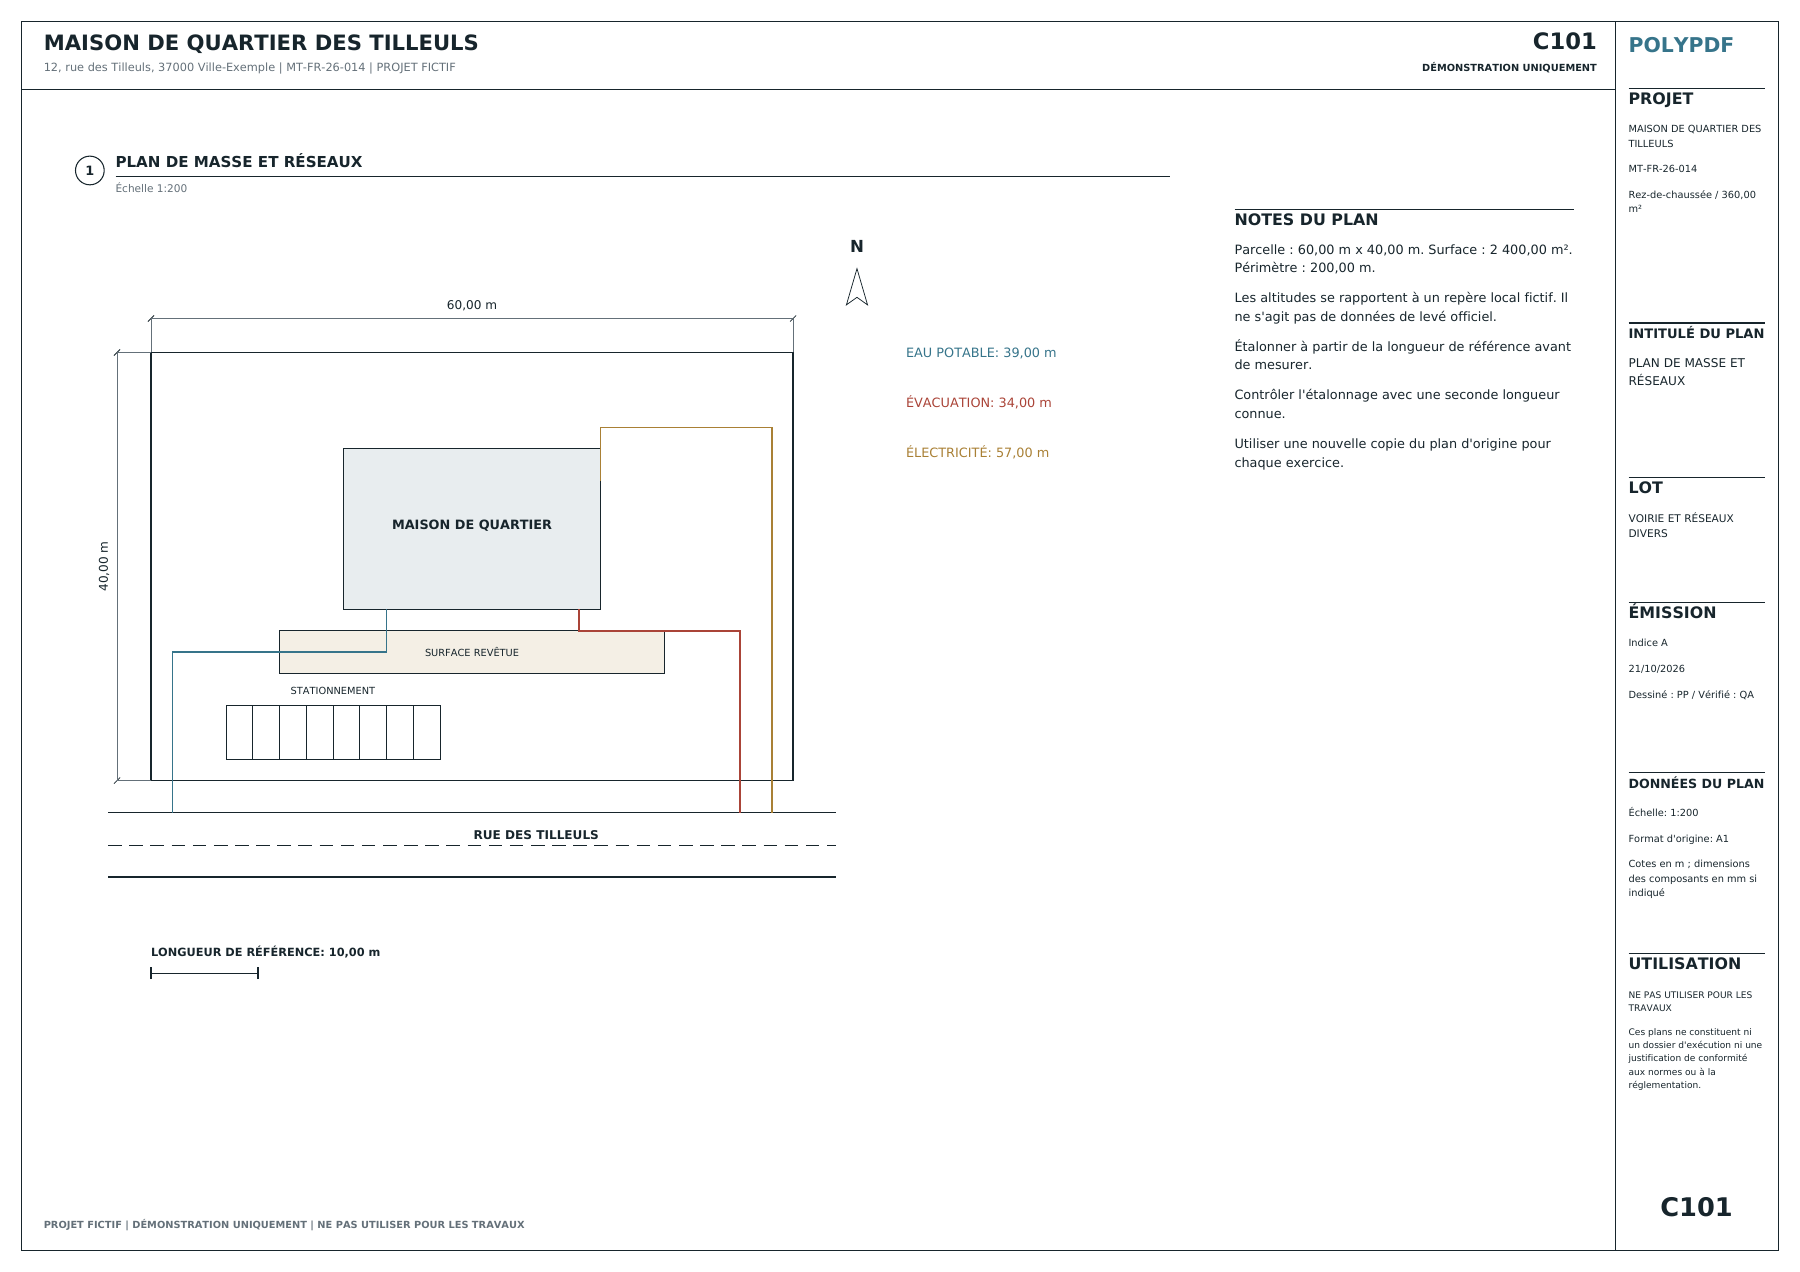 MAISON DE QUARTIER DES TILLEULS
12, rue des Tilleuls, 37000 Ville-Exemple | MT-FR-26-014 | PROJET FICTIF
C101
DÉMONSTRATION UNIQUEMENT
1
PLAN DE MASSE ET RÉSEAUX
Échelle 1:200
N
60,00 m
40,00 m
EAU POTABLE: 39,00 m
ÉVACUATION: 34,00 m
ÉLECTRICITÉ: 57,00 m
MAISON DE QUARTIER
SURFACE REVÊTUE
STATIONNEMENT
RUE DES TILLEULS
LONGUEUR DE RÉFÉRENCE: 10,00 m
NOTES DU PLAN
Parcelle : 60,00 m x 40,00 m. Surface : 2 400,00 m².
Périmètre : 200,00 m.
Les altitudes se rapportent à un repère local fictif. Il
ne s'agit pas de données de levé officiel.
Étalonner à partir de la longueur de référence avant
de mesurer.
Contrôler l'étalonnage avec une seconde longueur
connue.
Utiliser une nouvelle copie du plan d'origine pour
chaque exercice.
POLYPDF
PROJET
MAISON DE QUARTIER DES
TILLEULS
MT-FR-26-014
Rez-de-chaussée / 360,00
m²
INTITULÉ DU PLAN
PLAN DE MASSE ET
RÉSEAUX
LOT
VOIRIE ET RÉSEAUX
DIVERS
ÉMISSION
Indice A
21/10/2026
Dessiné : PP / Vérifié : QA
DONNÉES DU PLAN
Échelle: 1:200
Format d'origine: A1
Cotes en m ; dimensions
des composants en mm si
indiqué
UTILISATION
NE PAS UTILISER POUR LES
TRAVAUX
Ces plans ne constituent ni
un dossier d'exécution ni une
justification de conformité
aux normes ou à la
réglementation.
C101
PROJET FICTIF | DÉMONSTRATION UNIQUEMENT | NE PAS UTILISER POUR LES TRAVAUX